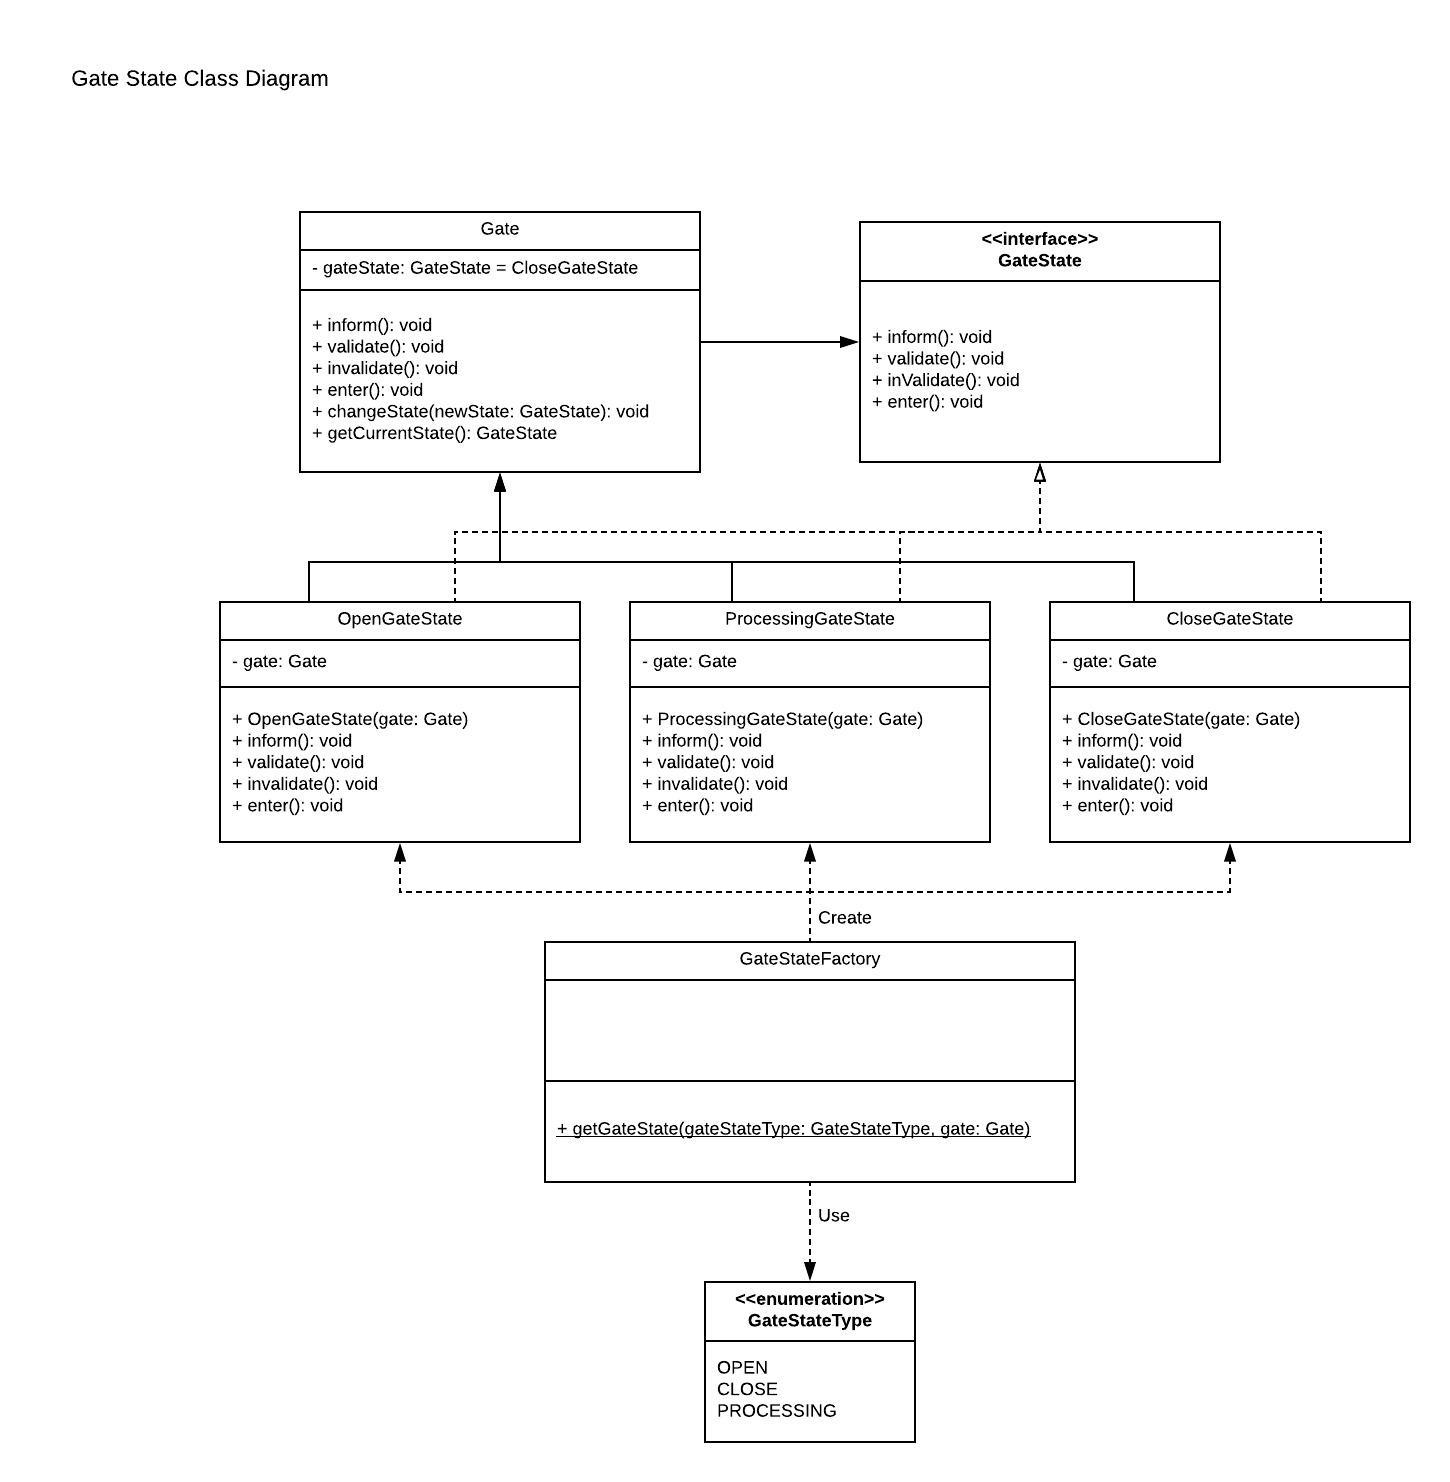 Gate State Class Diagram
Gate
- gateState: GateState = CloseGateState
+ inform(): void
+ validate(): void
+ invalidate(): void
+ enter(): void
+ changeState(newState: GateState): void
+ getCurrentState(): GateState
<<interface>>
GateState
+ inform(): void
+ validate(): void
+ inValidate(): void
+ enter(): void
OpenGateState
- gate: Gate
+ OpenGateState(gate: Gate)
+ inform(): void
+ validate(): void
+ invalidate(): void
+ enter(): void
ProcessingGateState
- gate: Gate
+ ProcessingGateState(gate: Gate)
+ inform(): void
+ validate(): void
+ invalidate(): void
+ enter(): void
CloseGateState
- gate: Gate
+ CloseGateState(gate: Gate)
+ inform(): void
+ validate(): void
+ invalidate(): void
+ enter(): void
Create
GateStateFactory
+ getGateState(gateStateType: GateStateType, gate: Gate)
Use
<<enumeration>>
GateStateType
OPEN
CLOSE
PROCESSING